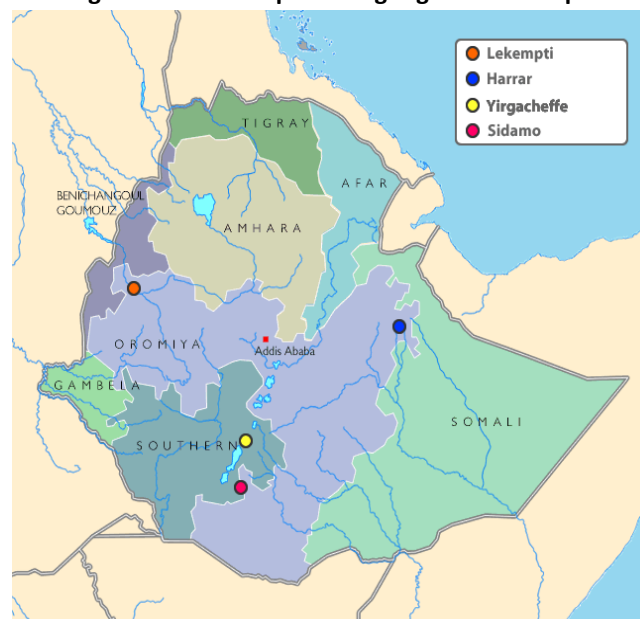 Lekempti
Harrar
Yirgacheffe
Sidamo
TIGRAY
AFAR
BENICHANGOUL
GOUMOUZ
AMHARA
OROMIYA
Addis Ababa
GAMBELA
SOMALI
SOUTHERN